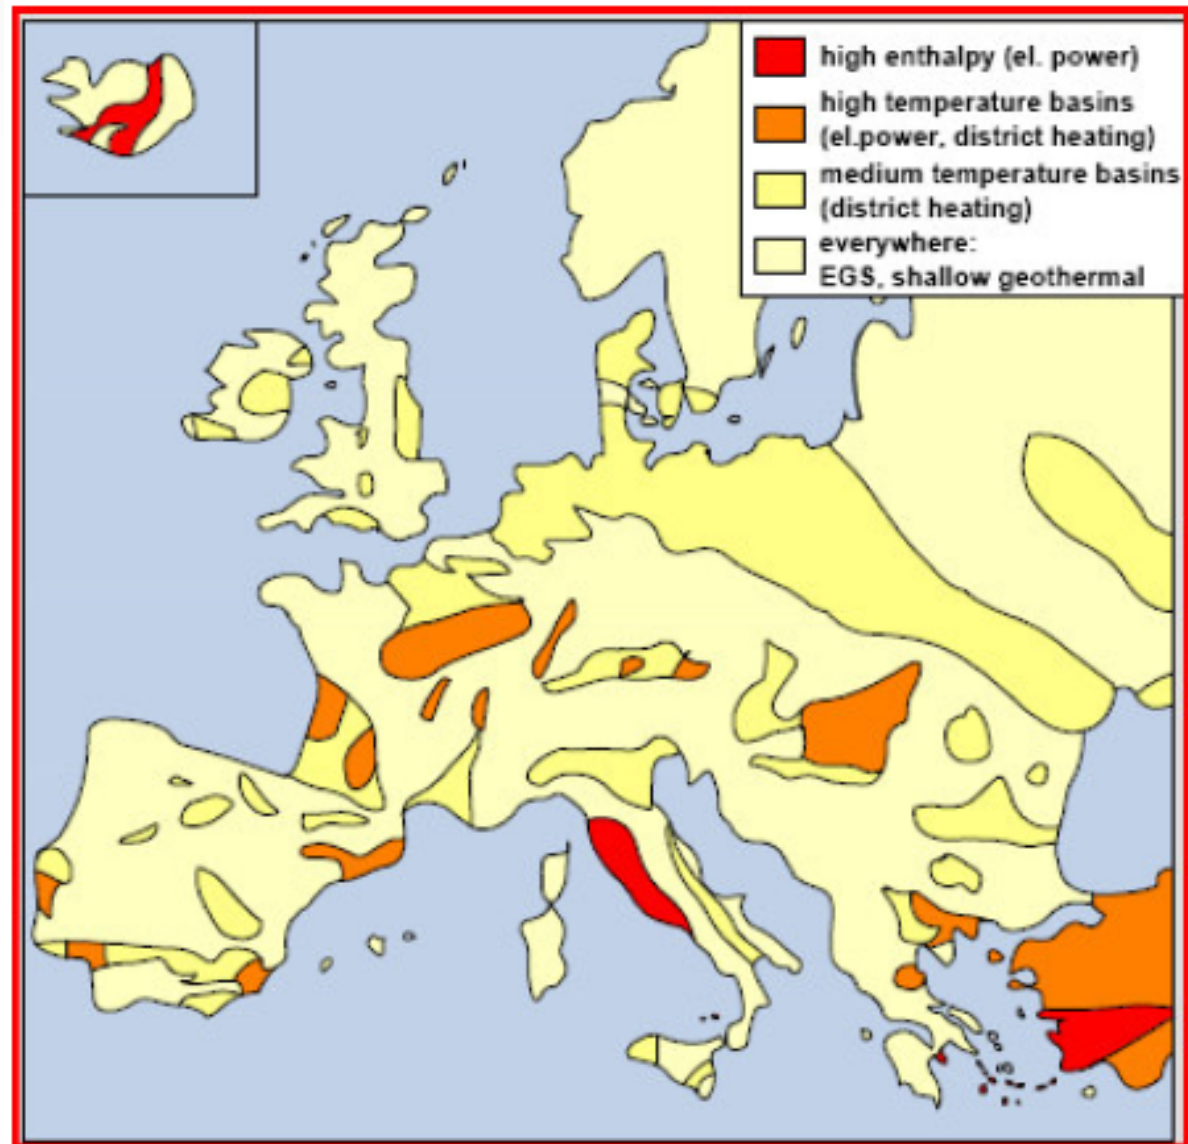 high enthalpy (el. power)
high temperature basins
(el.power, district heating)
medium temperature basins
(district heating)
everywhere:
EGS, shallow geothermal